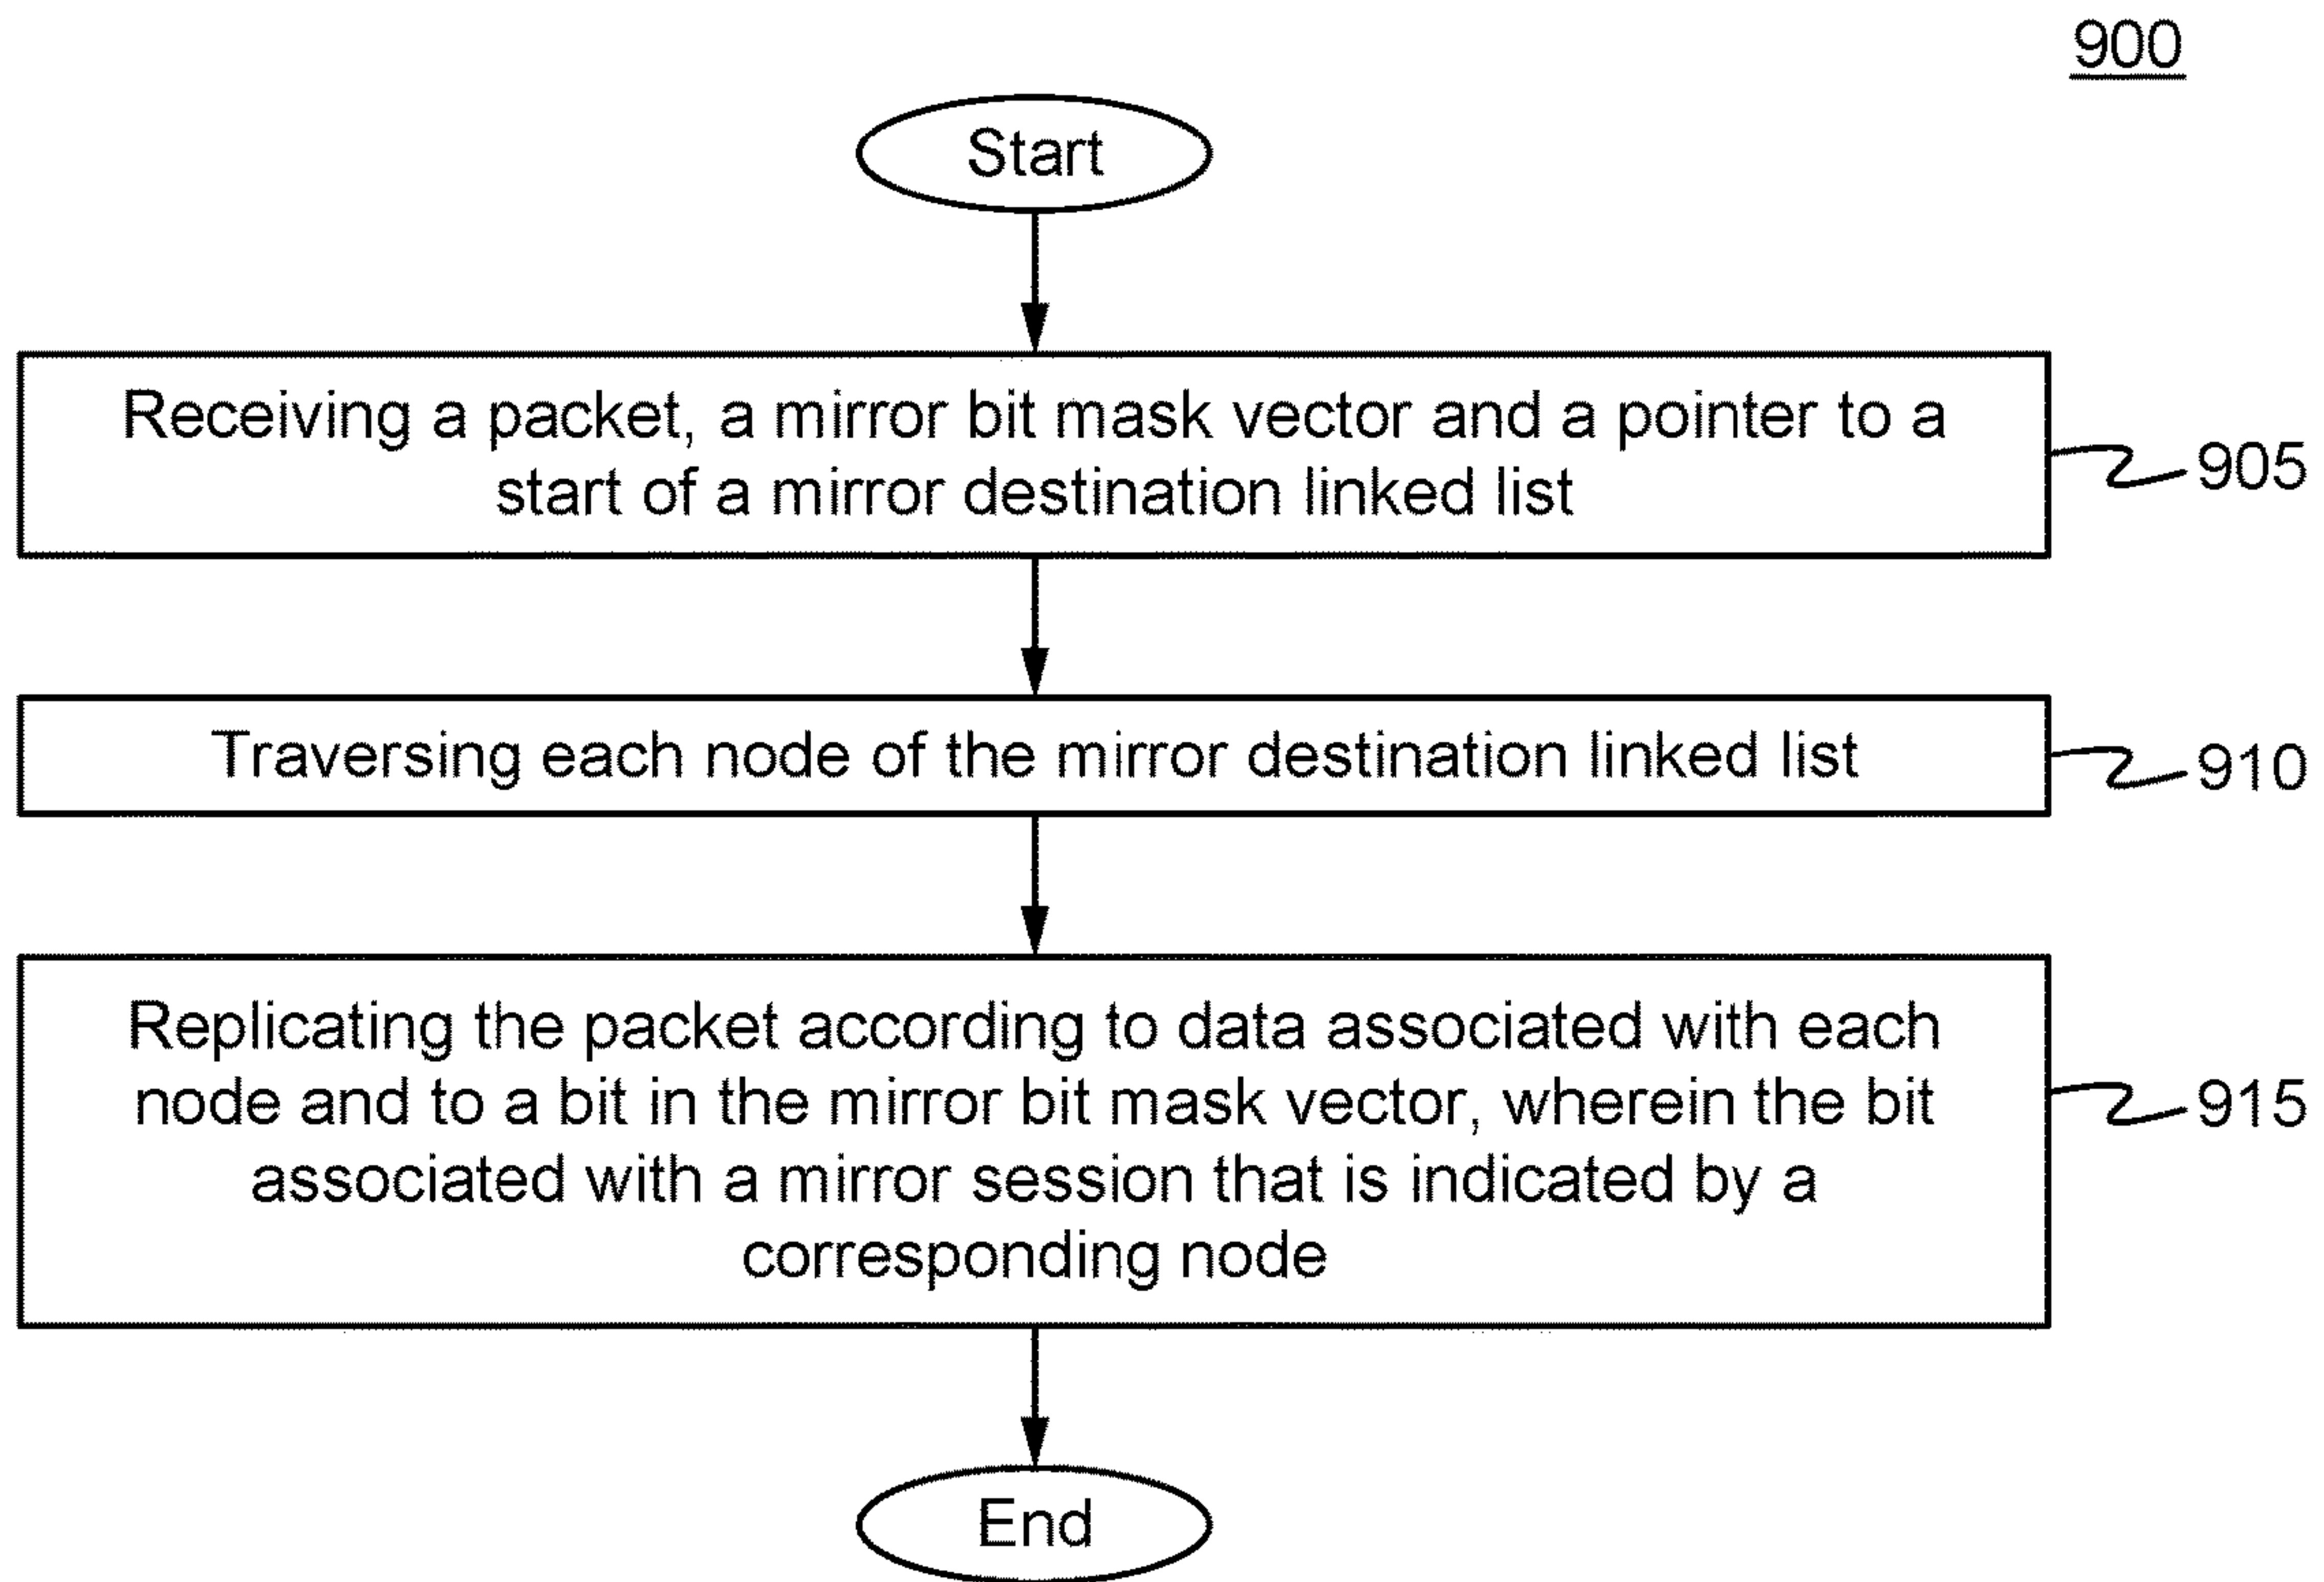 900
Start
Receiving a packet, a mirror bit mask vector and a pointer to a
start of a mirror destination linked list
905
Traversing each node of the mirror destination linked list
910
Replicating the packet according to data associated with each
node and to a bit in the mirror bit mask vector, wherein the bit
associated with a mirror session that is indicated by a
corresponding node
915
End